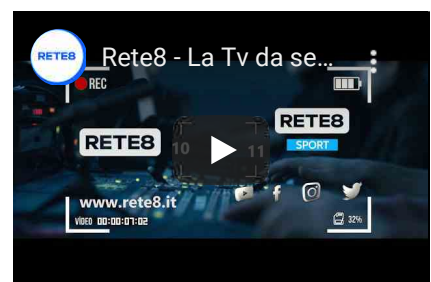 RETE8
Rete8 - La Tv da se...
REC
RETE8
10
11
RETE8
SPORT
www.rete8.it
VIDEO 00:00:07:02
32%